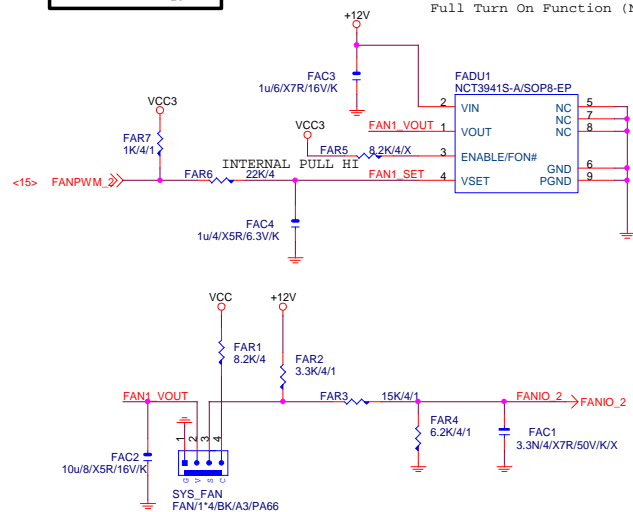 Full Turn On Function (N
+12V
FAC3
1u/6/X7R/16V/K
FADU1
NCT3941S-A/SOP8-EP
VCC3
FAR7
1K/4/1
VCC3
FAN1_VOUT
FAR5
8.2K/4/X
INTERNAL PULL HI
<15>
FANPWM_2
FAR6
22K/4
FAN1_SET
2
VIN
1
VOUT
3
ENABLE/FON#
4
VSET
NC
5
NC
7
NC
8
GND
6
PGND
9
FAC4
1u/4/X5R/6.3V/K
VCC
+12V
FAR1
8.2K/4
FAR2
3.3K/4/1
FAN1_VOUT
FAR3
15K/4/1
FANIO_2
FANIO_2
FAR4
6.2K/4/1
FAC1
3.3N/4/X7R/50V/K/X
FAC2
10u/8/X5R/16V/K
1
2
3
4
G
V
S
C
SYS_FAN
FAN/1*4/BK/A3/PA66